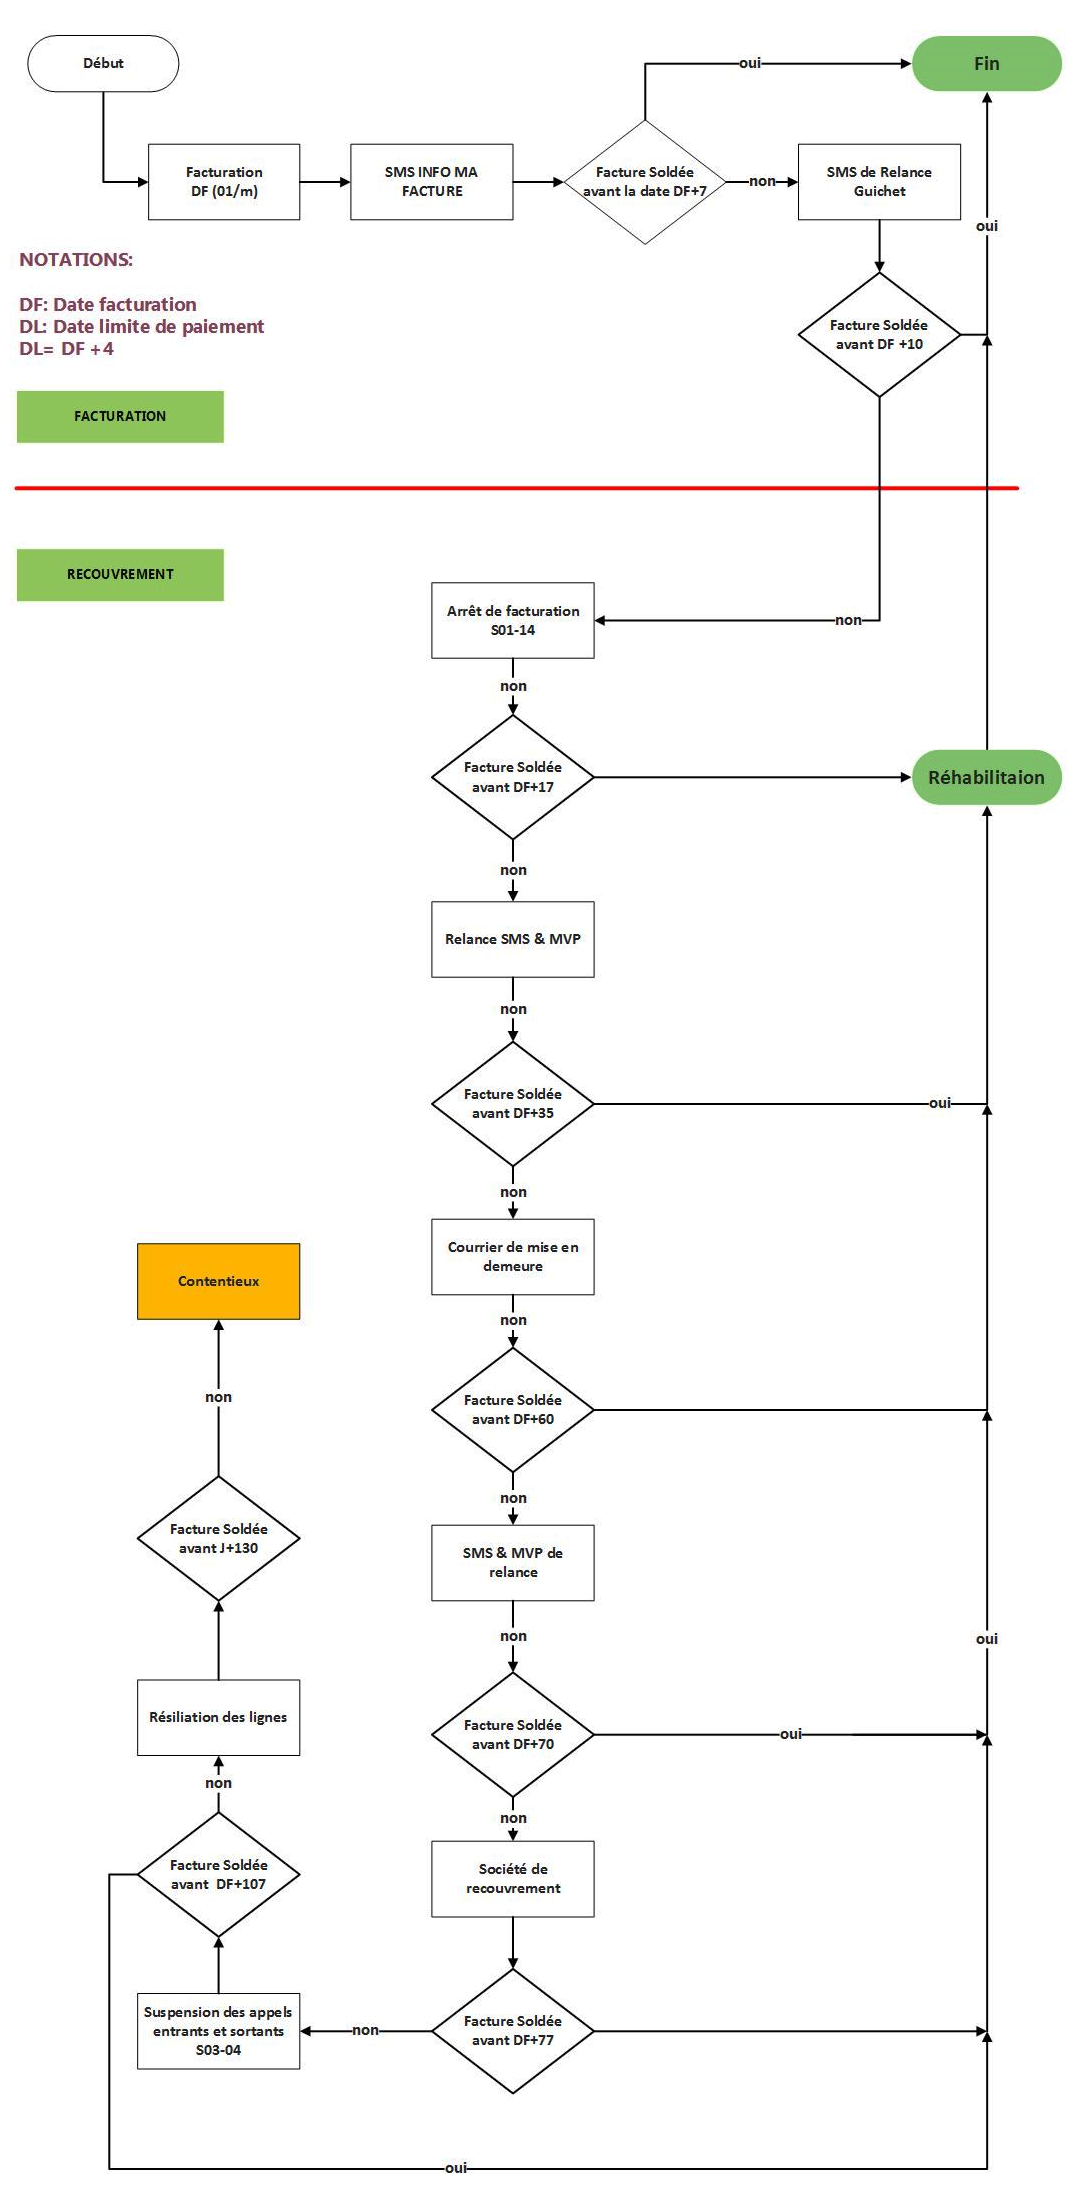 Début
oui
Fin
Facturation
DF (01/m)
SMS INFO MA
FACTURE
Facture Soldée
avant la date DF+7
non
SMS de Relance
Guichet
oui
NOTATIONS:
DF: Date facturation
DL: Date limite de paiement
DL= DF +4
Facture Soldée
avant DF +10
FACTURATION
RECOUVREMENT
Arrêt de facturation
S01-14
non
non
Facture Soldée
avant DF+17
Réhabilitaion
non
Relance SMS & MVP
non
Facture Soldée
avant DF+35
oui
non
Courrier de mise en
demeure
Contentieux
non
Facture Soldée
avant DF+60
non
non
SMS & MVP de
relance
Facture Soldée
avant J+130
non
oui
Facture Soldée
avant DF+70
oui
Résiliation des lignes
non
non
Société de
recouvrement
Facture Soldée
avant  DF+107
Suspension des appels
entrants et sortants
S03-04
non
Facture Soldée
avant DF+77
oui